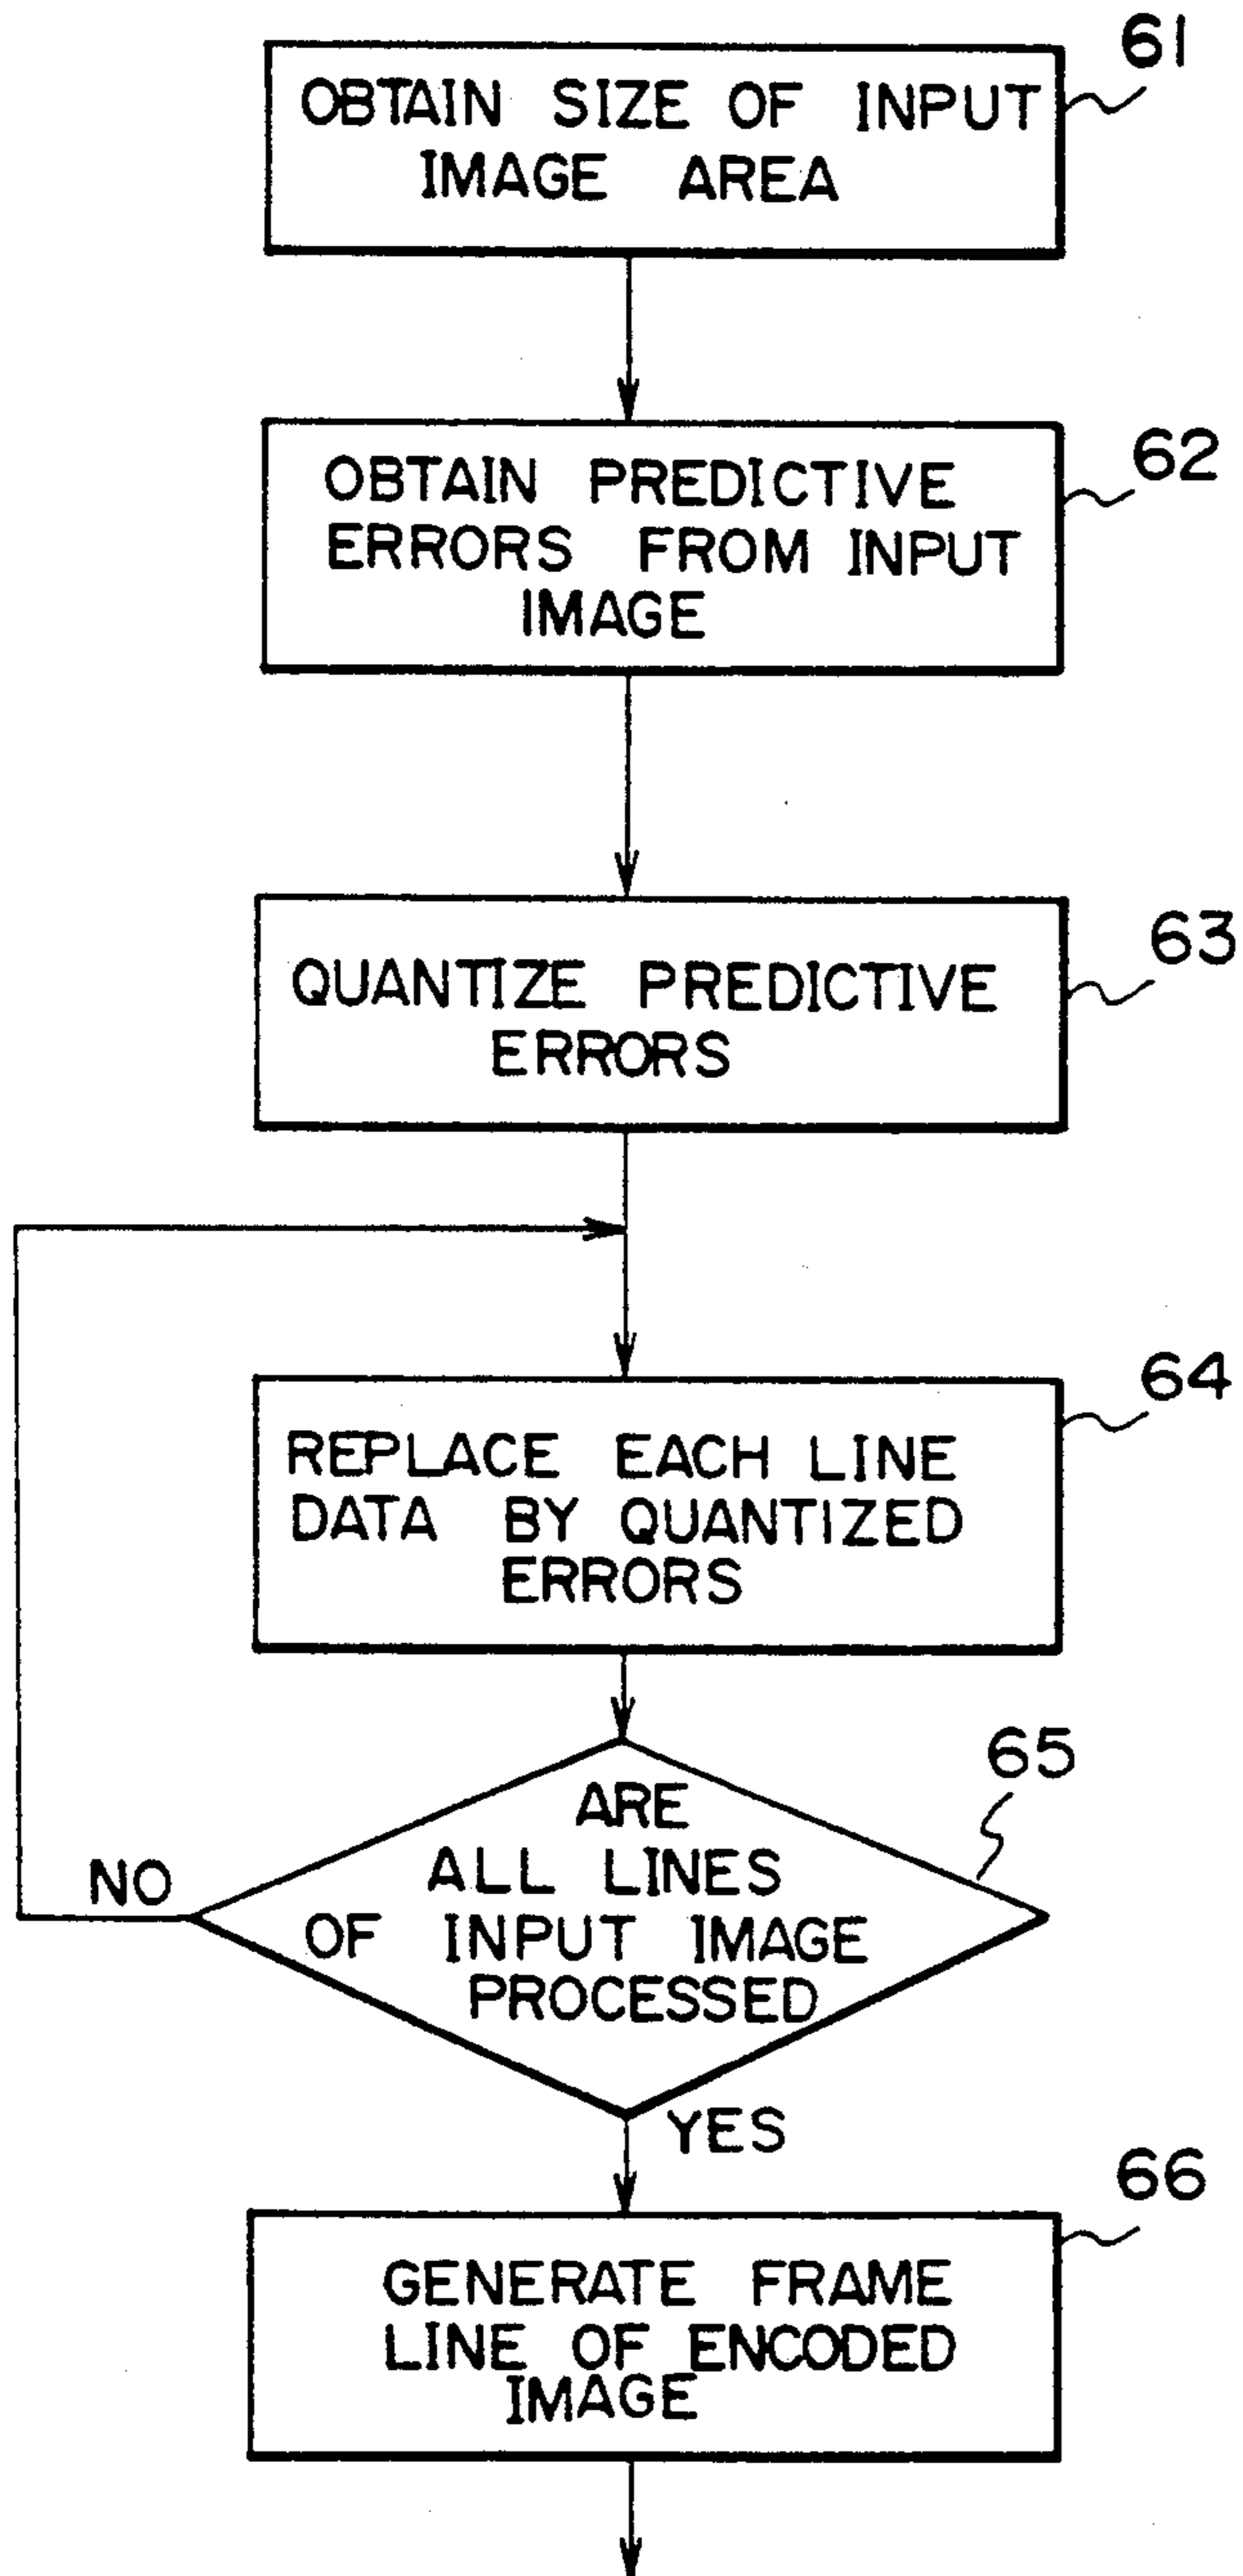 61
OBTAIN SIZE OF INPUT
IMAGE AREA
62
OBTAIN PREDICTIVE
ERRORS FROM INPUT
IMAGE
63
QUANTIZE PREDICTIVE
ERRORS
64
REPLACE EACH LINE
DATA BY QUANTIZED
ERRORS
65
ARE
ALL LINES
OF INPUT IMAGE
PROCESSED
NO
YES
66
GENERATE FRAME
LINE OF ENCODED
IMAGE